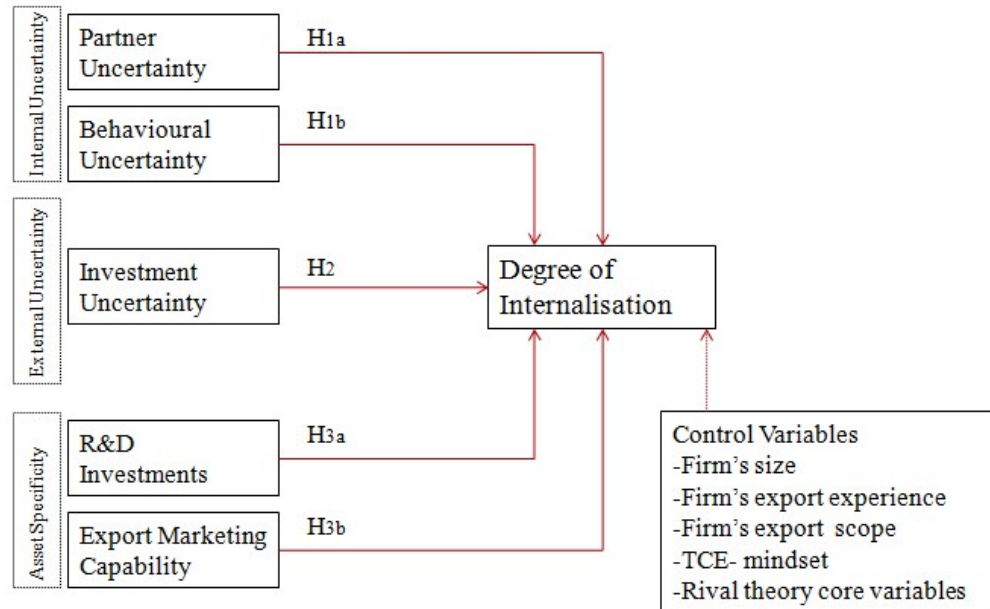 Internal Uncertainty
Partner
Uncertainty
H1a
Behavioural
Uncertainty
H1b
External Uncertainty
Investment
Uncertainty
H2
Degree of
Internalisation
Asset Specificity
R&D
Investments
H3a
Export Marketing
Capability
H3b
Control Variables
-Firm's size
-Firm's export experience
-Firm's export scope
-TCE- mindset
-Rival theory core variables